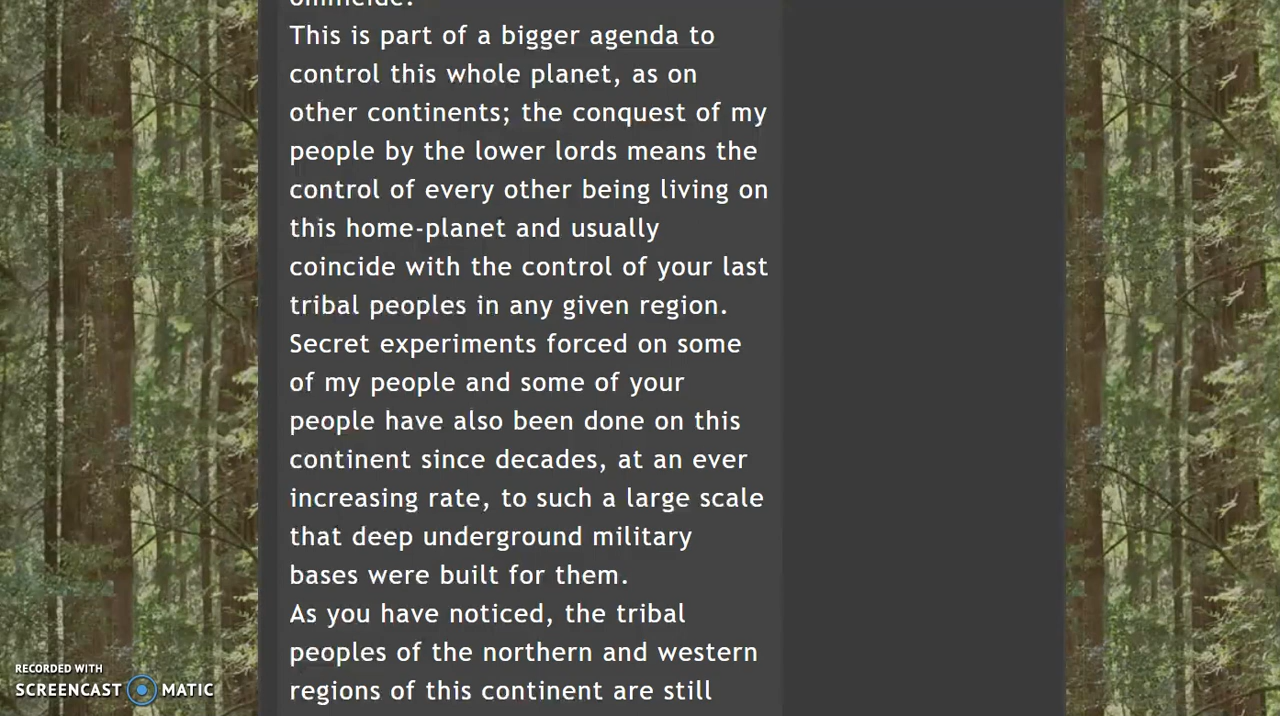 omnicide.
This is part of a bigger agenda to
control this whole planet, as on
other continents; the conquest of my
people by the lower lords means the
control of every other being living on
this home-planet and usually
coincide with the control of your last
tribal peoples in any given region.
Secret experiments forced on some
of my people and some of your
people have also been done on this
continent since decades, at an ever
increasing rate, to such a large scale
that deep underground military
bases were built for them.
As you have noticed, the tribal
peoples of the northern and western
regions of this continent are still
RECORDED WITH
SCREENCAST MATIC